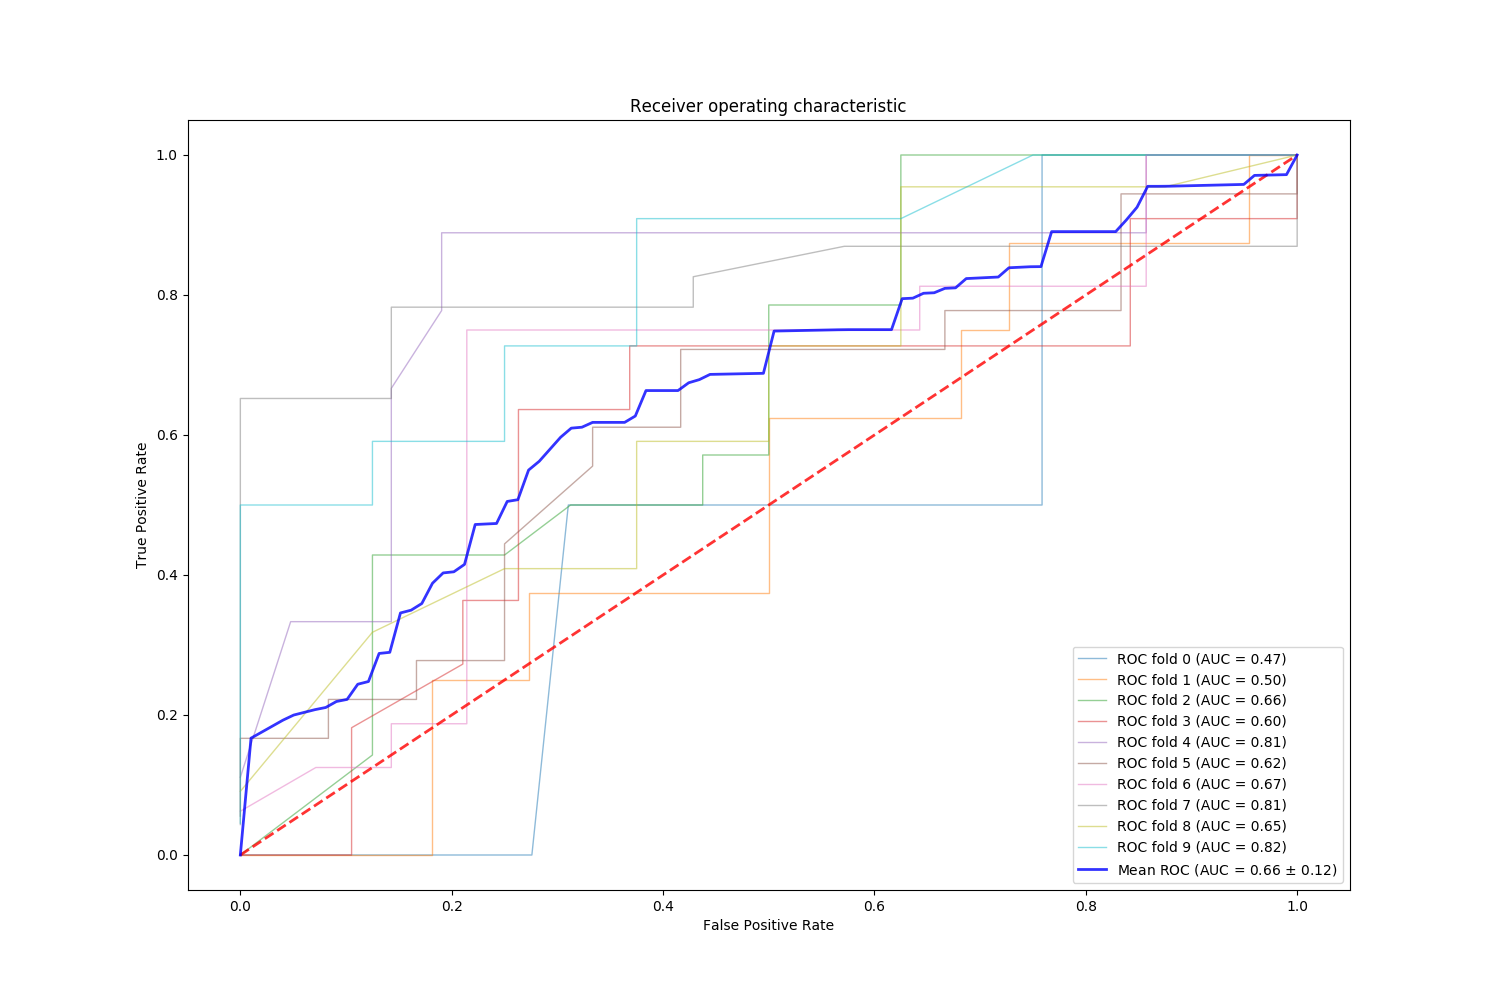 Receiver operating characteristic
1.0
0.8
0.6
0.4
0.2
0.0
True Positive Rate
0.0 0.2 0.4 0.6 0.8 1.0
False Positive Rate
ROC fold 0 (AUC = 0.47)
ROC fold 1 (AUC = 0.50)
ROC fold 2 (AUC = 0.66)
ROC fold 3 (AUC = 0.60)
ROC fold 4 (AUC = 0.81)
ROC fold 5 (AUC = 0.62)
ROC fold 6 (AUC = 0.67)
ROC fold 7 (AUC = 0.81)
ROC fold 8 (AUC = 0.65)
ROC fold 9 (AUC = 0.82)
Mean ROC (AUC = 0.66 ± 0.12)